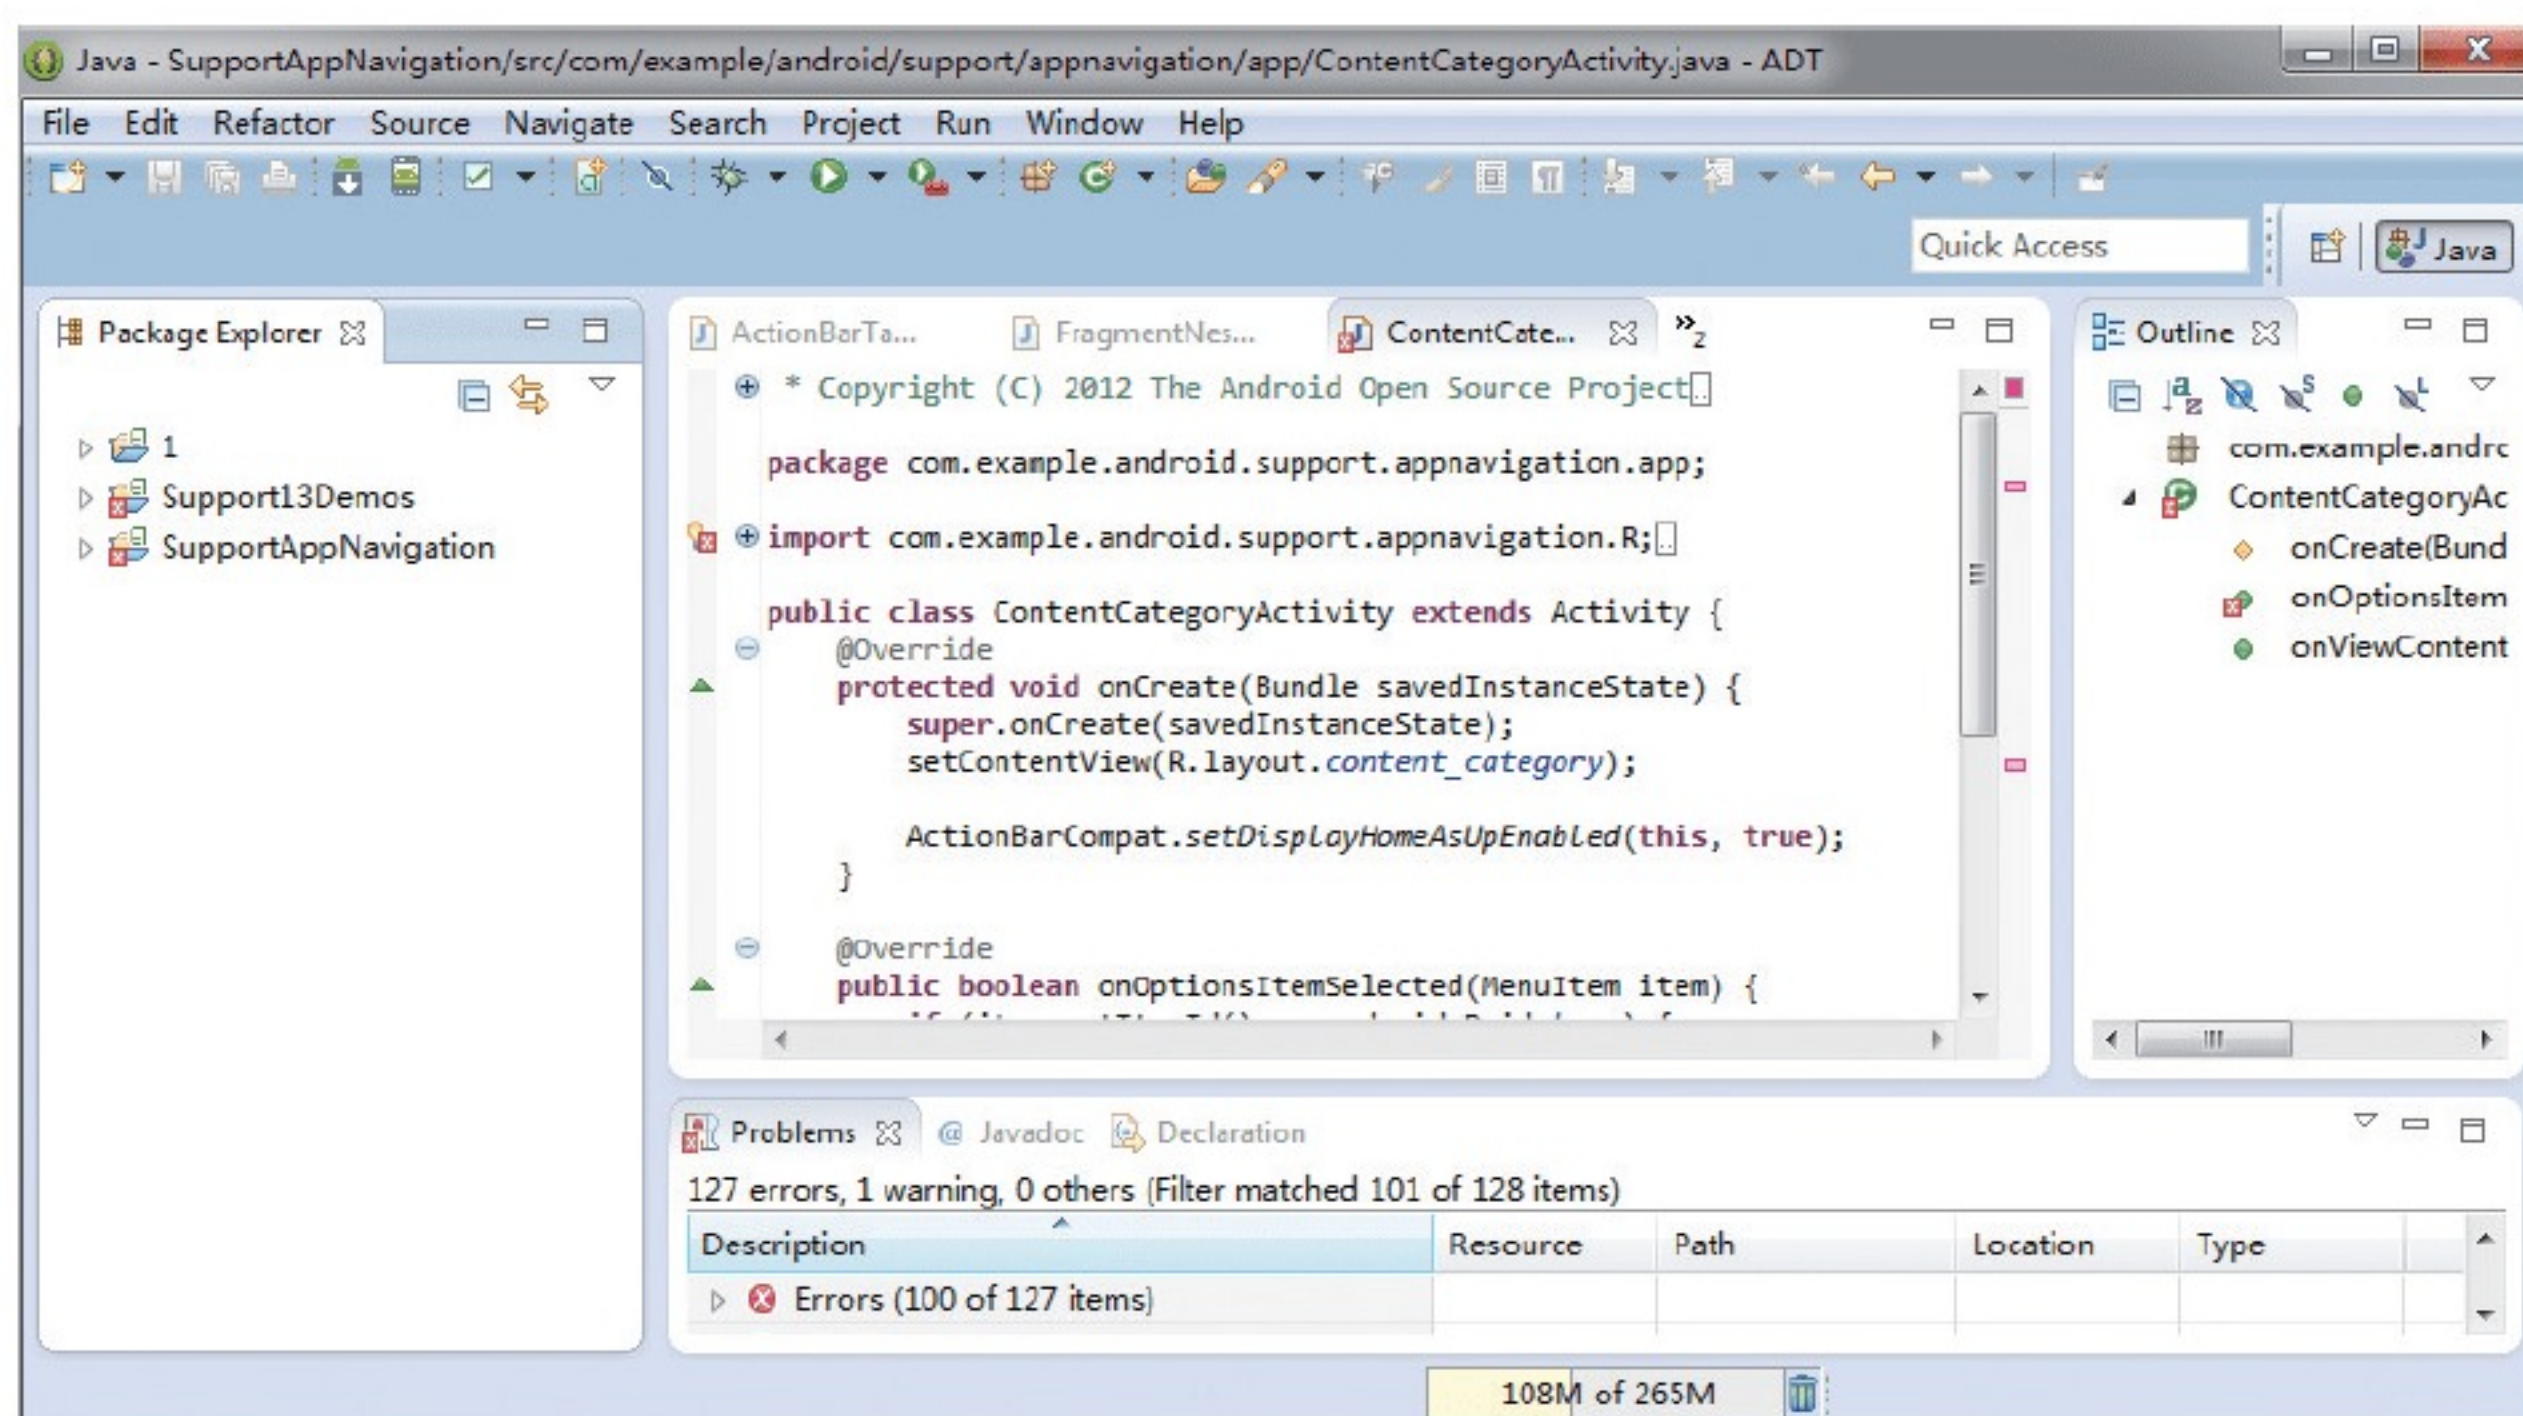 Java - SupportAppNavigation/src/com/example/android/support/appnavigation/app/ContentCategoryActivity.java - ADT
File Edit Refactor Source Navigate Search Project Run Window Help
Quick Access
Java
Package Explorer
1
Support13Demos
SupportAppNavigation
ActionBarTa... FragmentNes... ContentCate... »2
* Copyright (C) 2012 The Android Open Source Project..
package com.example.android.support.appnavigation.app;
import com.example.android.support.appnavigation.R;..
public class ContentCategoryActivity extends Activity {
@Override
protected void onCreate(Bundle savedInstanceState) {
super.onCreate(savedInstanceState);
setContentView(R.layout.content_category);
ActionBarCompat.setDisplayHomeAsUpEnabled(this, true);
}
@Override
public boolean onOptionsItemSelected(MenuItem item) {
Outline
com.example.andrc
ContentCategoryAc
onCreate(Bund
onOptionsItem
onViewContent
Problems @ Javadoc Declaration
127 errors, 1 warning, 0 others (Filter matched 101 of 128 items)
Description Resource Path Location Type
Errors (100 of 127 items)
108M of 265M